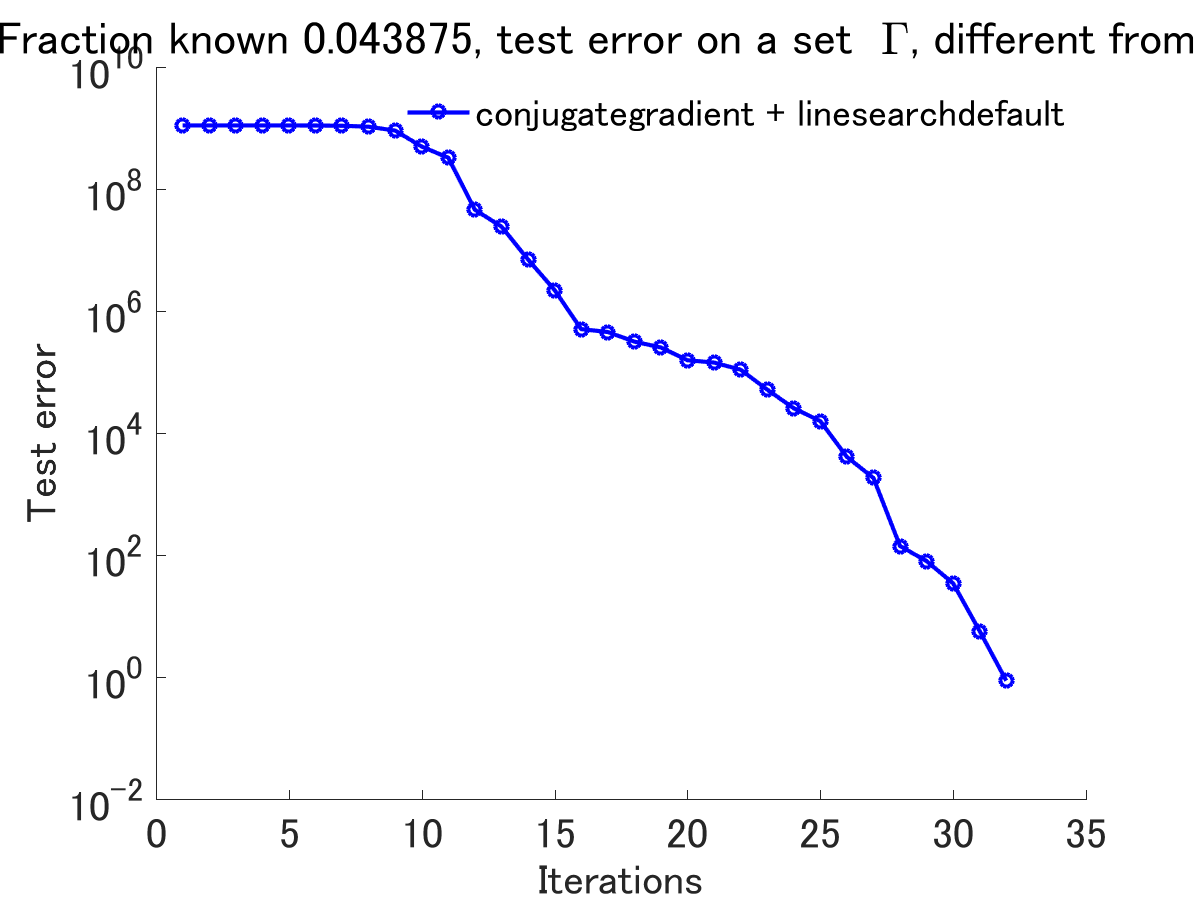 Fraction known 0.043875, test error on a set Γ, different from
conjugategradient + linesearchdefault
10^10
10^8
10^6
10^4
10^2
10^0
10^-2
Test error
0 5 10 15 20 25 30 35
Iterations